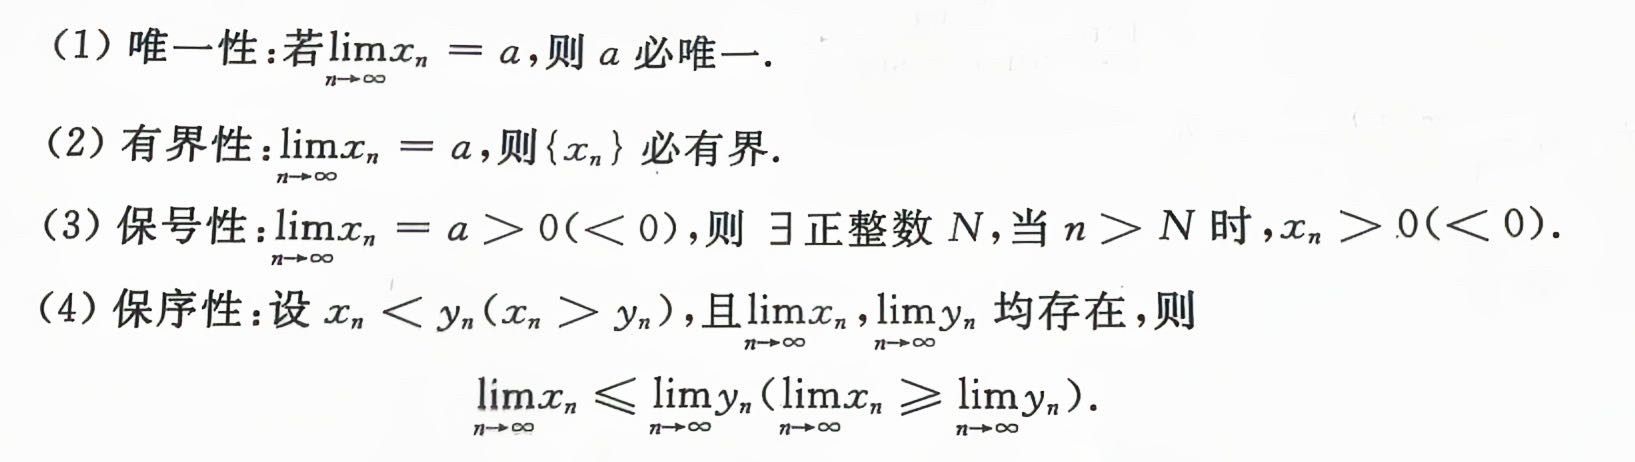 (1) 唯一性:若$\lim\limits_{n\to\infty}x_n = a$,则 a 必唯一.
(2) 有界性:$\lim\limits_{n\to\infty}x_n = a$,则$\{x_n\}$ 必有界.
(3) 保号性:$\lim\limits_{n\to\infty}x_n = a > 0(< 0)$,则 ∃正整数 N,当 n > N 时,$x_n > 0(< 0)$.
(4) 保序性:设 $x_n < y_n(x_n > y_n)$,且$\lim\limits_{n\to\infty}x_n$,$\lim\limits_{n\to\infty}y_n$ 均存在,则
$\lim\limits_{n\to\infty}x_n \leqslant \lim\limits_{n\to\infty}y_n(\lim\limits_{n\to\infty}x_n \geqslant \lim\limits_{n\to\infty}y_n)$.